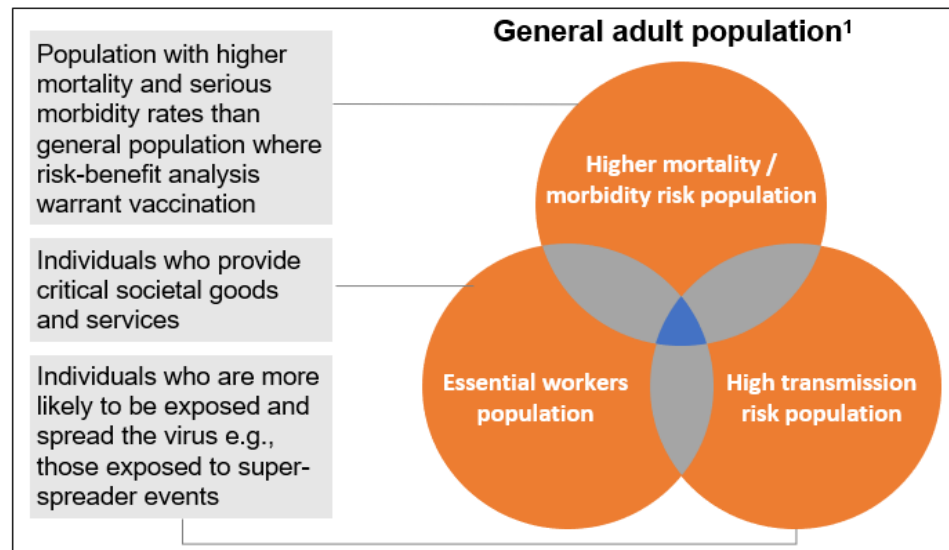 General adult population¹
Population with higher
mortality and serious
morbidity rates than
general population where
risk-benefit analysis
warrant vaccination
Individuals who provide
critical societal goods
and services
Individuals who are more
likely to be exposed and
spread the virus e.g.,
those exposed to super-
spreader events
Higher mortality /
morbidity risk population
Essential workers
population
High transmission
risk population